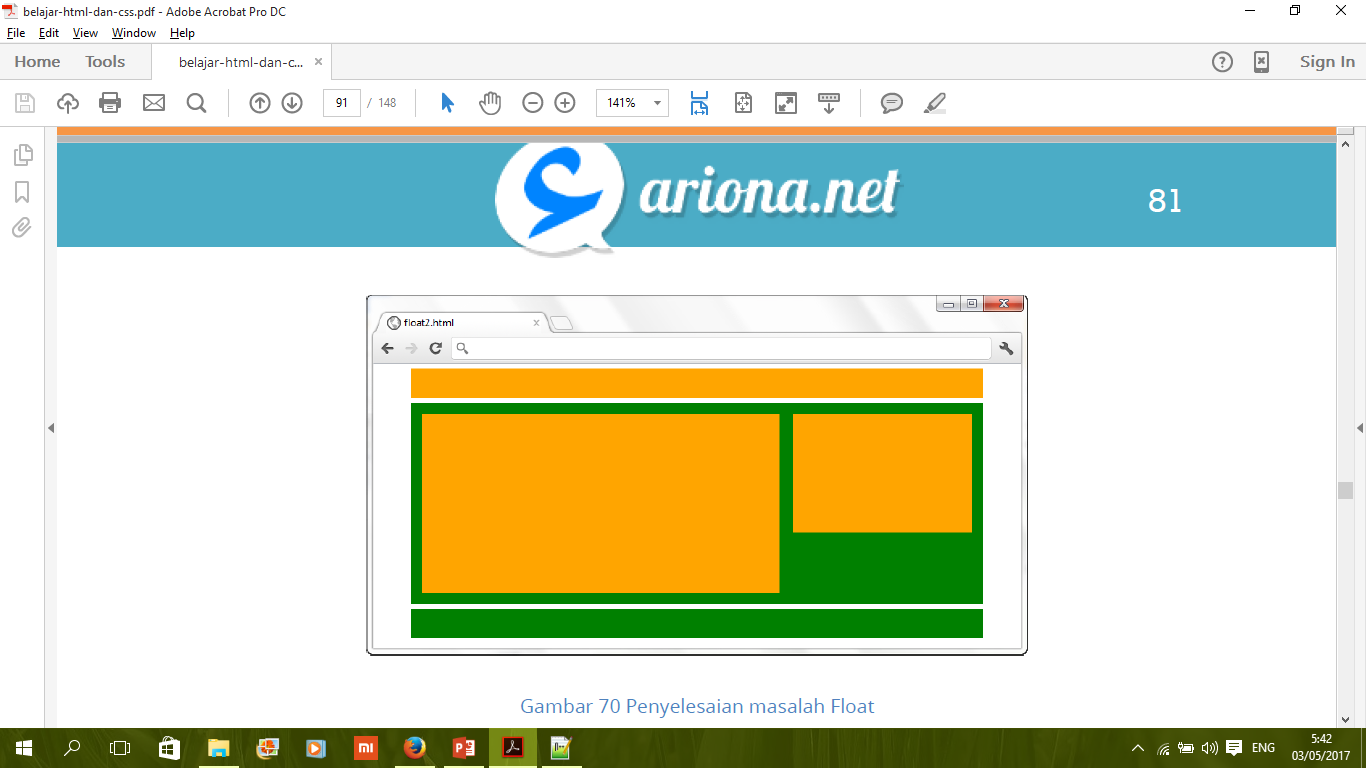 belajar-html-dan-css.pdf - Adobe Acrobat Pro DC
File Edit View Window Help
Home Tools belajar-html-dan-c... × Sign In
91 / 148 141%
ariona.net 81
float2.html
Gambar 70 Penyelesaian masalah Float
mi ENG 5:42
03/05/2017